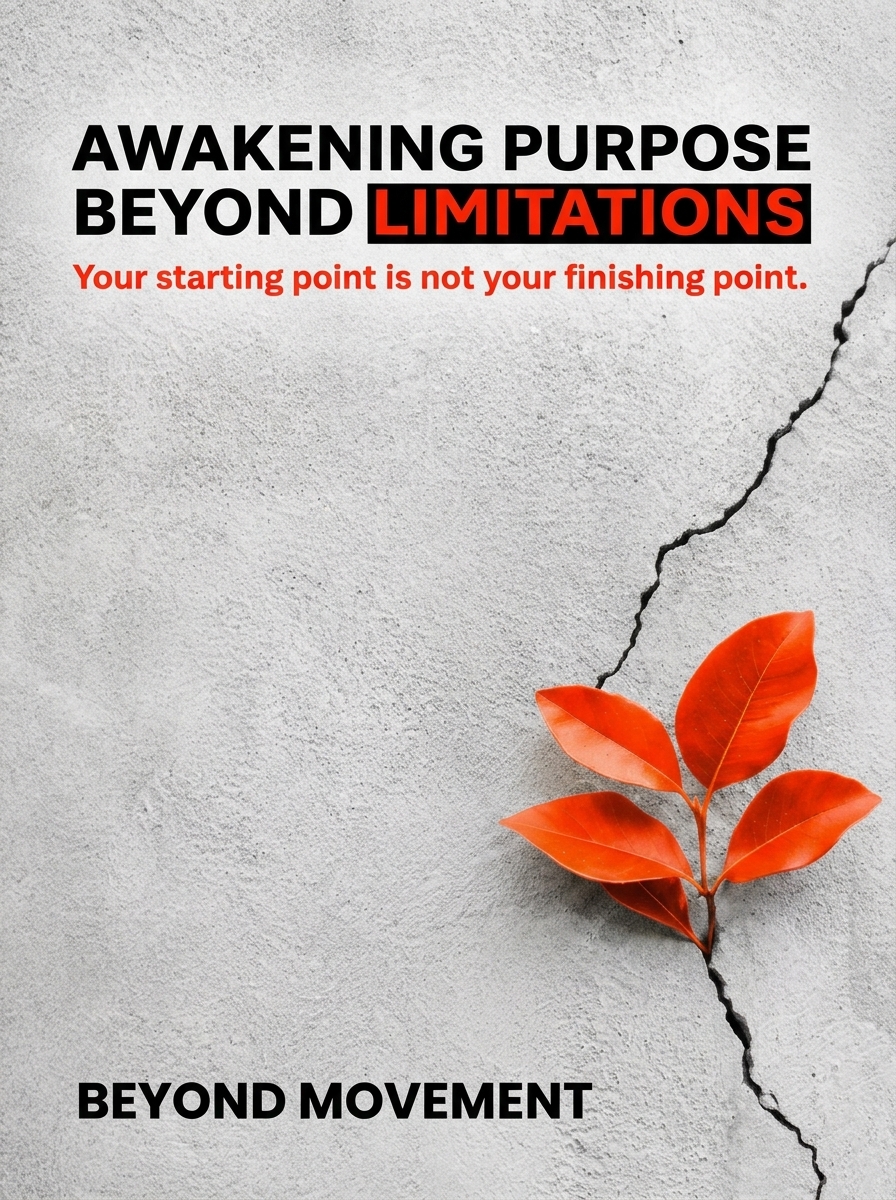 AWAKENING PURPOSE
BEYOND LIMITATIONS
Your starting point is not your finishing point.
BEYOND MOVEMENT